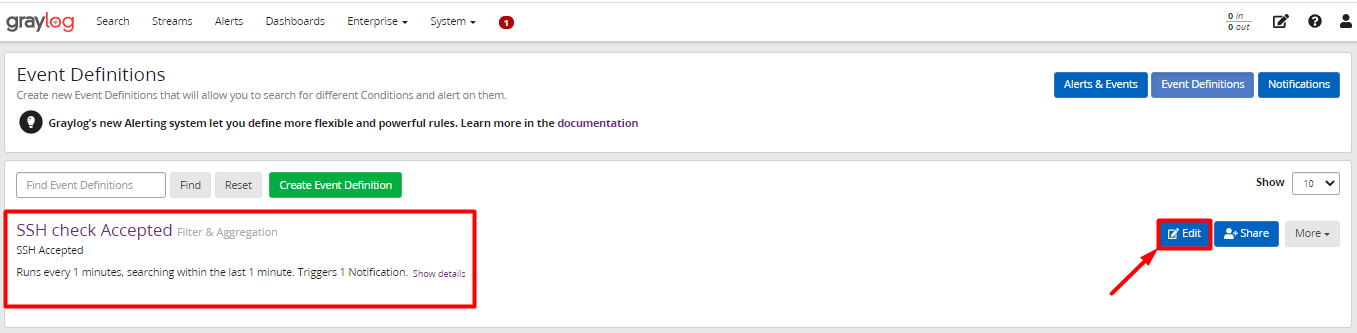 graylog Search Streams Alerts Dashboards Enterprise System 1 0 in
0 out
Event Definitions
Create new Event Definitions that will allow you to search for different Conditions and alert on them.
Alerts & Events Event Definitions Notifications
Graylog's new Alerting system let you define more flexible and powerful rules. Learn more in the documentation
Find Event Definitions Find Reset Create Event Definition Show 10
SSH check Accepted Filter & Aggregation Edit Share More
SSH Accepted
Runs every 1 minutes, searching within the last 1 minute. Triggers 1 Notification. Show details